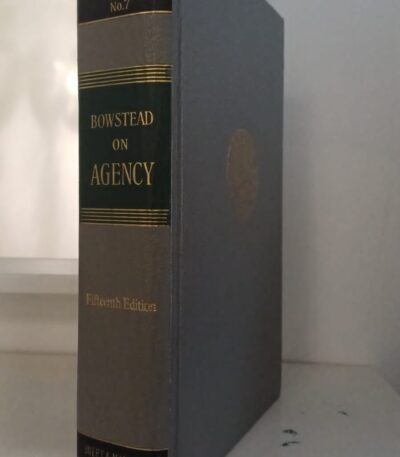 No.7
BOWSTEAD
ON
AGENCY
Fifteenth Edition